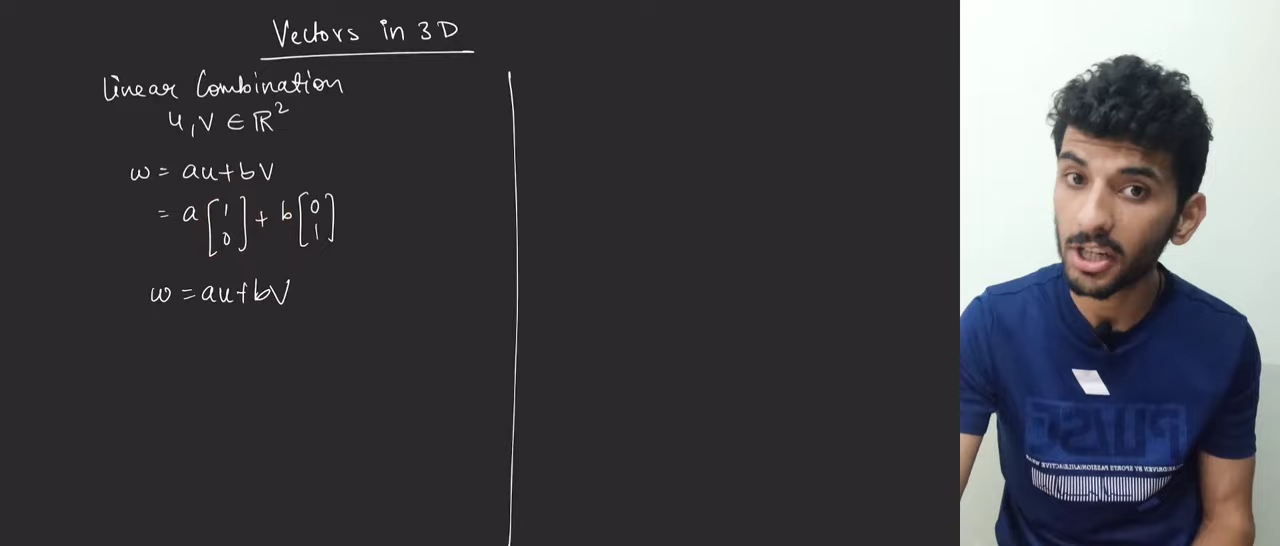 Vectors in 3D
Linear Combination
u, v ∈ ℝ²
w = au + bv
= a [1 0] + b [0 1]
w = au + bv